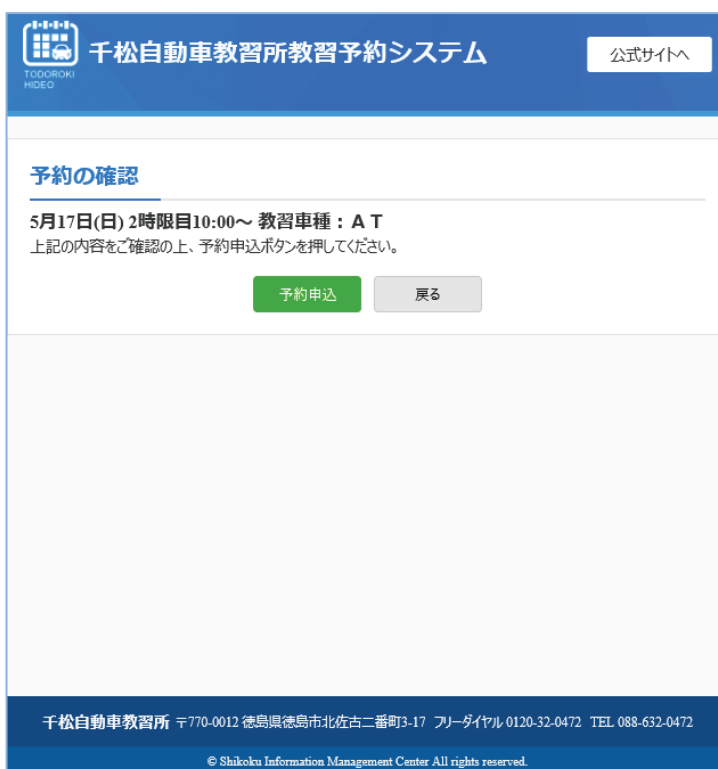 千松自動車教習所教習予約システム
公式サイトへ
TODOROKI
HIDEO
予約の確認
5月17日(日) 2時限目10:00～ 教習車種：ＡＴ
上記の内容をご確認の上、予約申込ボタンを押してください。
予約申込
戻る
千松自動車教習所 〒770-0012 徳島県徳島市北佐古二番町3-17 フリーダイヤル 0120-32-0472 TEL 088-632-0472
© Shikoku Information Management Center All rights reserved.